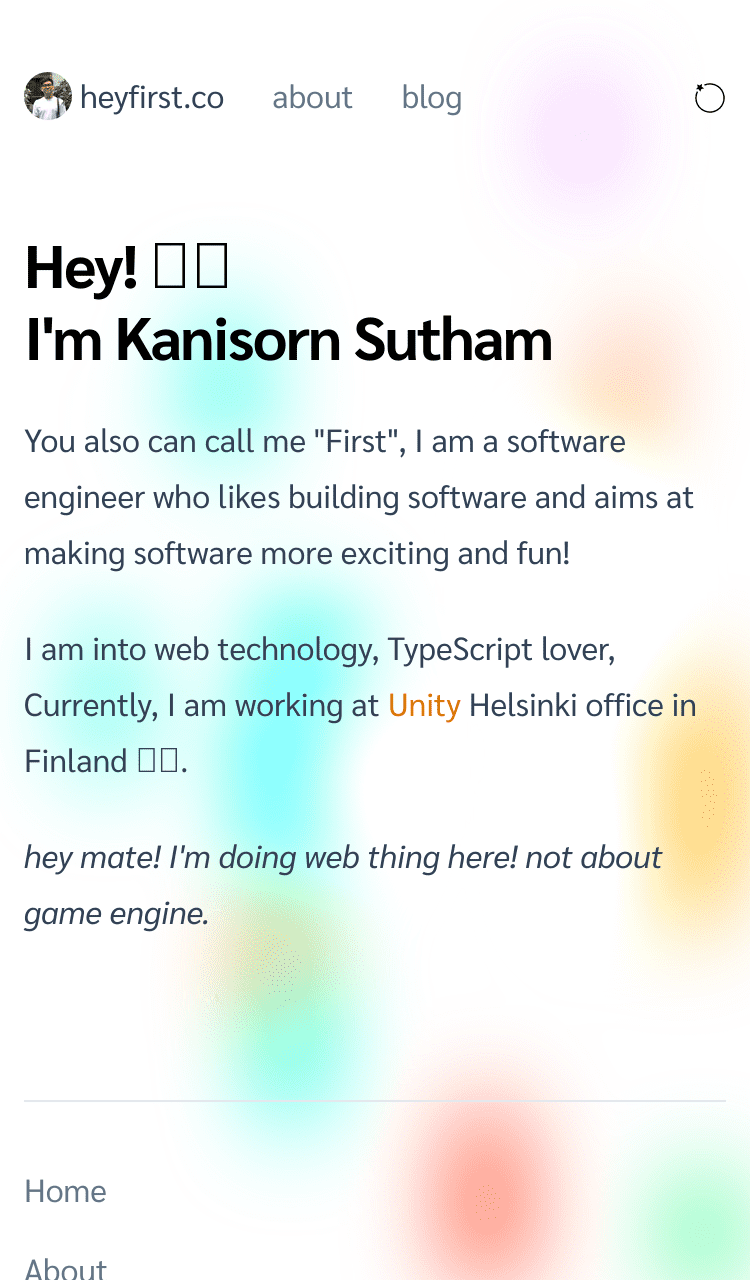 heyfirst.co about blog
Hey! 
I'm Kanisorn Sutham
You also can call me "First", I am a software
engineer who likes building software and aims at
making software more exciting and fun!
I am into web technology, TypeScript lover,
Currently, I am working at Unity Helsinki office in
Finland .
hey mate! I'm doing web thing here! not about
game engine.
Home
About